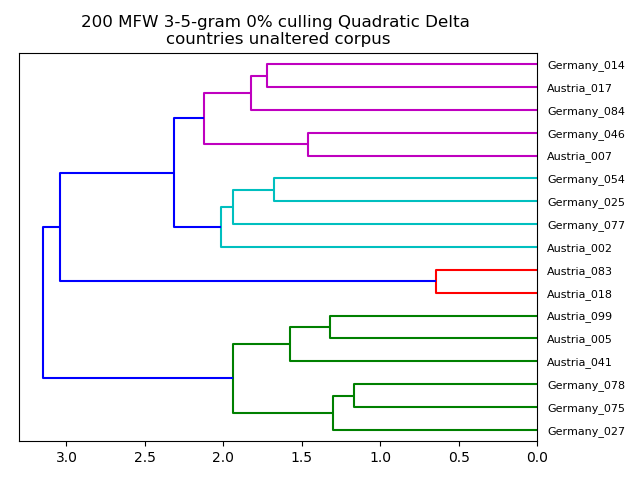 200 MFW 3-5-gram 0% culling Quadratic Delta
countries unaltered corpus
Germany_014
Austria_017
Germany_084
Germany_046
Austria_007
Germany_054
Germany_025
Germany_077
Austria_002
Austria_083
Austria_018
Austria_099
Austria_005
Austria_041
Germany_078
Germany_075
Germany_027
3.0 2.5 2.0 1.5 1.0 0.5 0.0